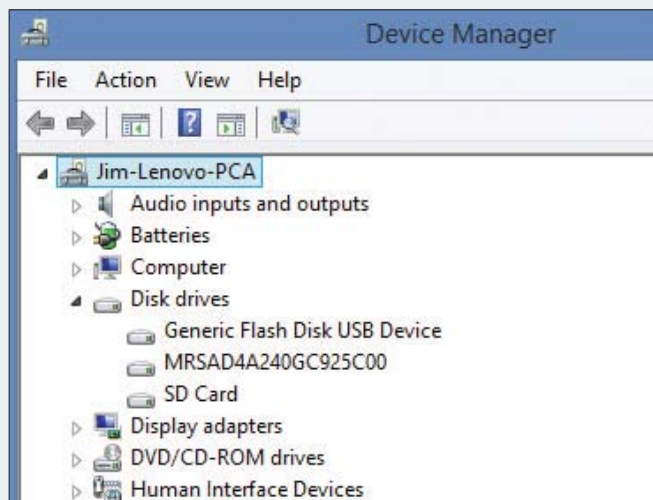 Device Manager
File Action View Help
Jim-Lenovo-PCA
Audio inputs and outputs
Batteries
Computer
Disk drives
Generic Flash Disk USB Device
MRSAD4A240GC925C00
SD Card
Display adapters
DVD/CD-ROM drives
Human Interface Devices